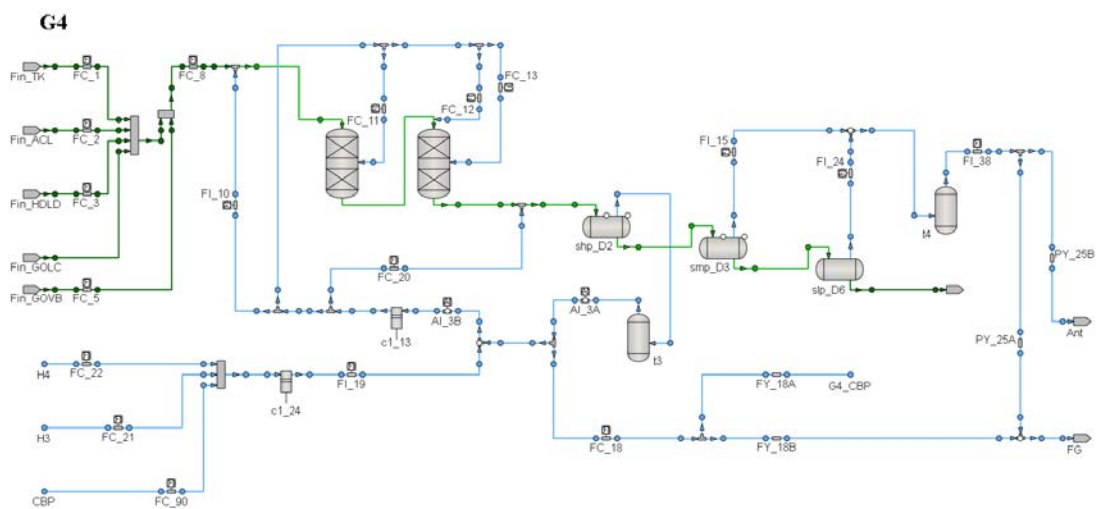 G4
Fin_TK
FC_1
FC_8
FC_13
Fin_ACL
FC_2
FC_11
FC_12
FI_15
FI_24
FI_38
Fin_HDLD
FC_3
FI_10
t4
shp_D2
smp_D3
slp_D6
Fin_GOLC
Fin_GOVB
FC_5
FC_20
PY_25B
c1_13
AI_3B
AI_3A
t3
Ant
PY_25A
H4
FC_22
c1_24
FI_19
FY_18A
G4_CBP
H3
FC_21
FC_18
FY_18B
FG
CBP
FC_90